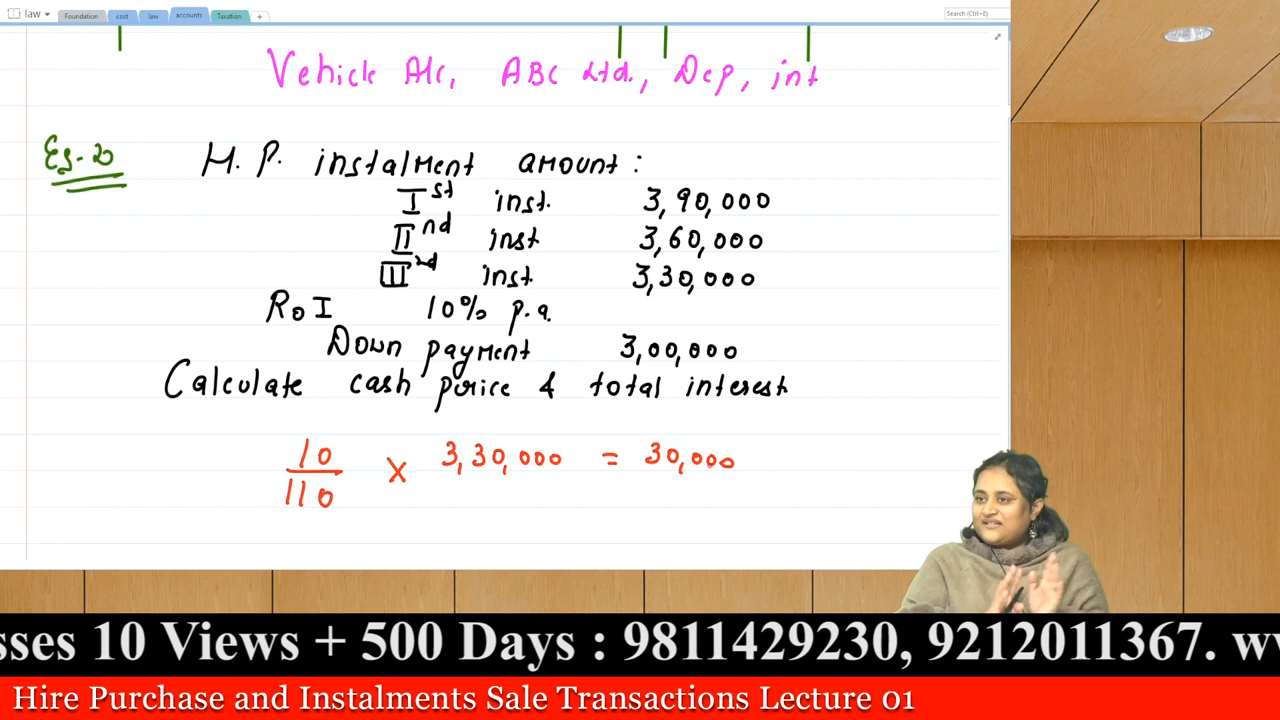 law Foundation cost law accounts Taxation + Search (Ctrl+E)
Vehicle A/c, ABC Ltd., Dep, int
Eg-20 H.P. instalment amount:
Ist inst. 3,90,000
IInd inst 3,60,000
IIIrd inst. 3,30,000
RoI 10% p.a.
Down payment 3,00,000
Calculate cash price & total interest
10/110 × 3,30,000 = 30,000
sses 10 Views + 500 Days : 9811429230, 9212011367. w
Hire Purchase and Instalments Sale Transactions Lecture 01